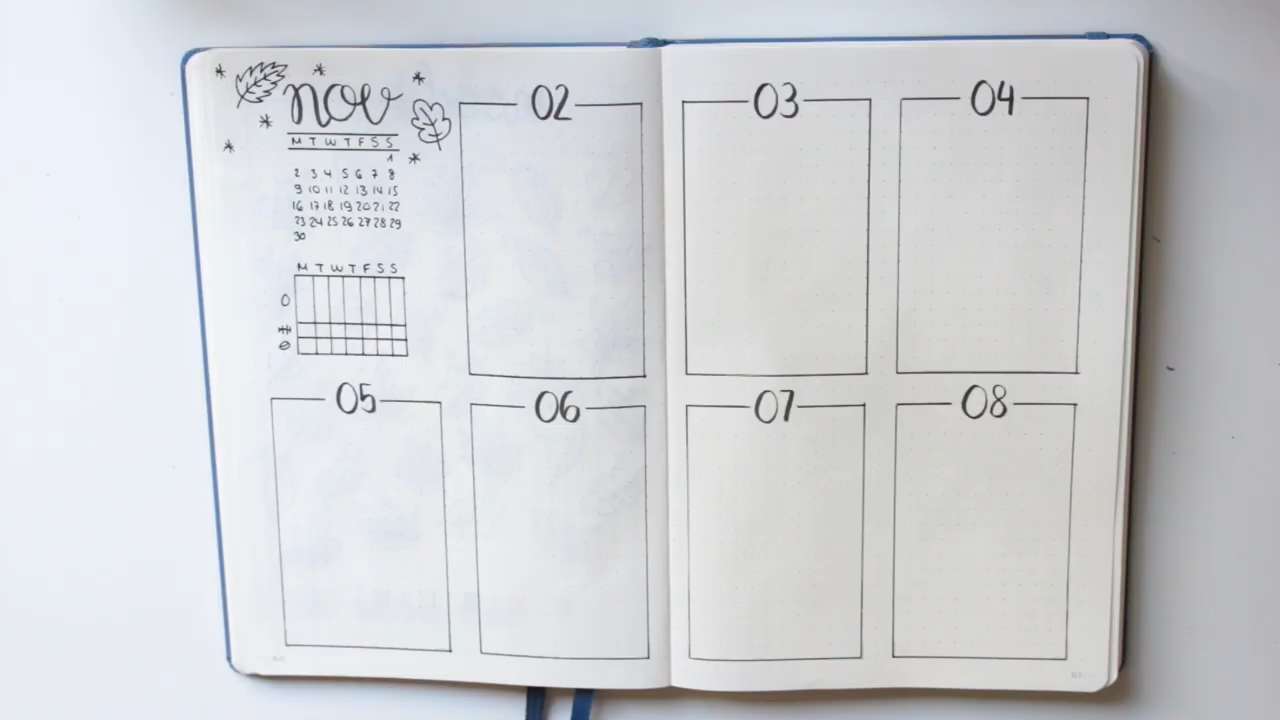 nov
M T W T F S S
1
2 3 4 5 6 7 8
9 10 11 12 13 14 15
16 17 18 19 20 21 22
23 24 25 26 27 28 29
30
M T W T F S S
02
03
04
05
06
07
08